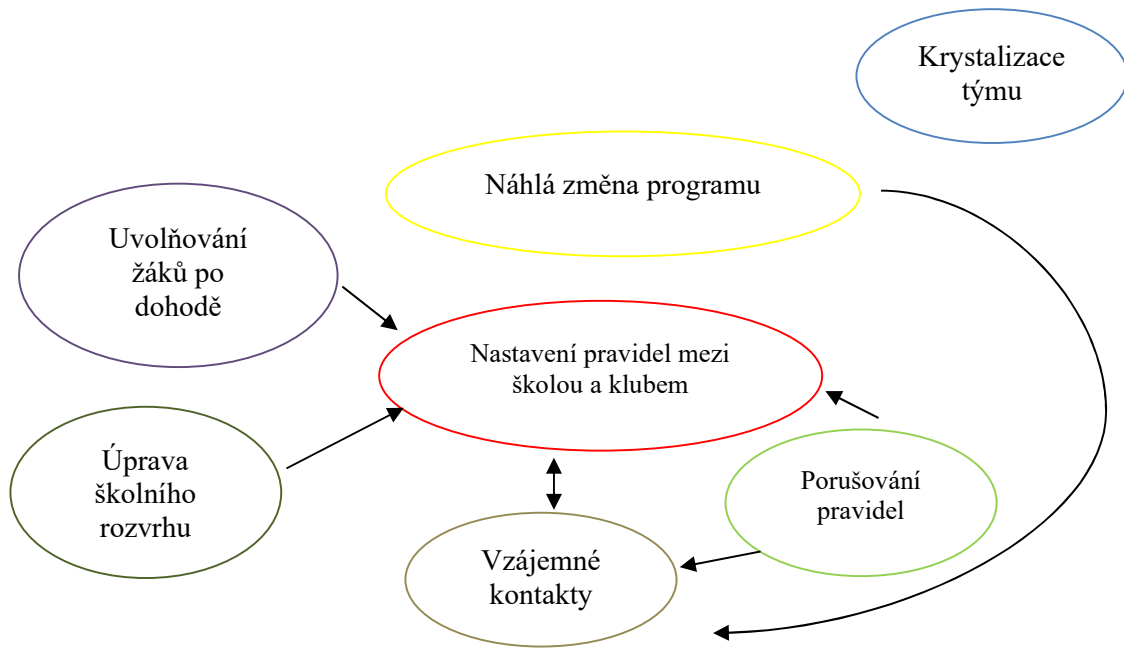 Krystalizace
týmu
Náhlá změna programu
Uvolňování
žáků po
dohodě
Nastavení pravidel mezi
školou a klubem
Úprava
školního
rozvrhu
Porušování
pravidel
Vzájemné
kontakty